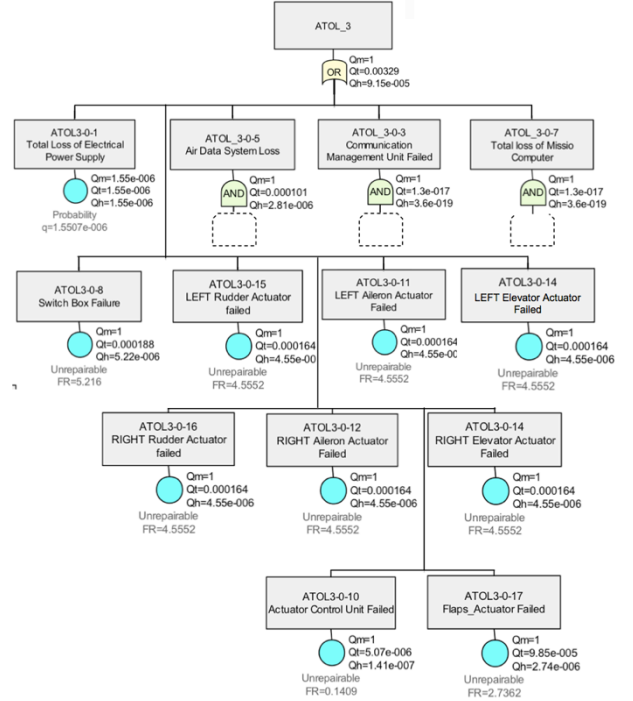 ATOL_3
OR
Qm=1
Qt=0.00329
Qh=9.15e-005
ATOL3-0-1
Total Loss of Electrical
Power Supply
Qm=1.55e-006
Qt=1.55e-006
Qh=1.55e-006
Probability
q=1.5507e-006
ATOL_3-0-5
Air Data System Loss
AND
Qm=1
Qt=0.000101
Qh=2.81e-006
ATOL_3-0-3
Communication
Management Unit Failed
AND
Qm=1
Qt=1.3e-017
Qh=3.6e-019
ATOL_3-0-7
Total loss of Missio
Computer
AND
Qm=1
Qt=1.3e-017
Qh=3.6e-019
ATOL3-0-8
Switch Box Failure
Qm=1
Qt=0.000188
Qh=5.22e-006
Unrepairable
FR=5.216
ATOL3-0-15
LEFT Rudder Actuator
failed
Qm=1
Qt=0.000164
Qh=4.55e-00
Unrepairable
FR=4.5552
ATOL3-0-11
LEFT Aileron Actuator
Failed
Qm=1
Qt=0.000164
Qh=4.55e-00
Unrepairable
FR=4.5552
ATOL3-0-14
LEFT Elevator Actuator
Failed
Qm=1
Qt=0.000164
Qh=4.55e-006
Unrepairable
FR=4.5552
ATOL3-0-16
RIGHT Rudder Actuator
failed
Qm=1
Qt=0.000164
Qh=4.55e-006
Unrepairable
FR=4.5552
ATOL3-0-12
RIGHT Aileron Actuator
Failed
Qm=1
Qt=0.000164
Qh=4.55e-006
Unrepairable
FR=4.5552
ATOL3-0-14
RIGHT Elevator Actuator
Failed
Qm=1
Qt=0.000164
Qh=4.55e-006
Unrepairable
FR=4.5552
ATOL3-0-10
Actuator Control Unit Failed
Qm=1
Qt=5.07e-006
Qh=1.41e-007
Unrepairable
FR=0.1409
ATOL3-0-17
Flaps_Actuator Failed
Qm=1
Qt=9.85e-005
Qh=2.74e-006
Unrepairable
FR=2.7362